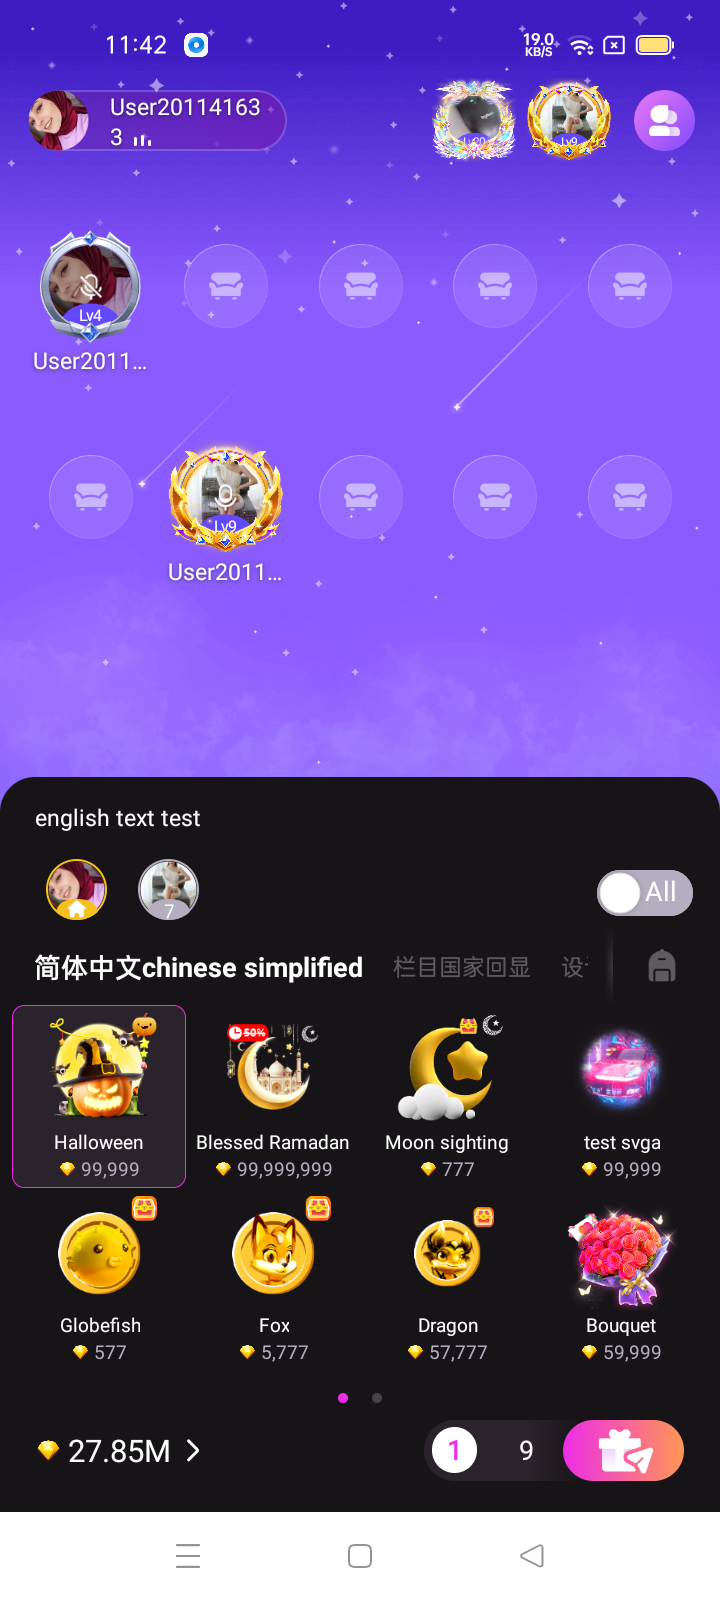 11:42
19.0
KB/S
User20114163
3
Lv20
Lv9
Lv4
User2011...
Lv9
User2011...
english text test
7
All
简体中文chinese simplified 栏目国家回显 设
50%
Halloween Blessed Ramadan Moon sighting test svga
99,999 99,999,999 777 99,999
Globefish Fox Dragon Bouquet
577 5,777 57,777 59,999
27.85M
1 9